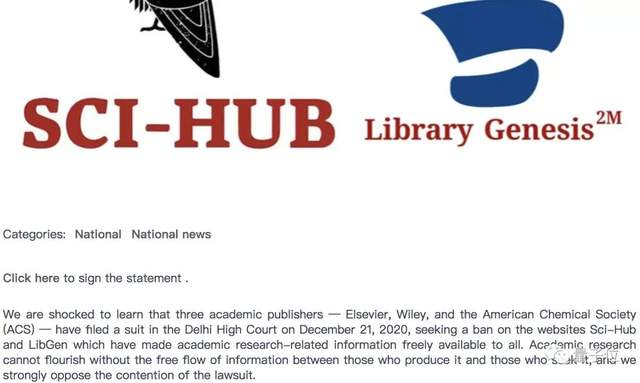 SCI-HUB
Library Genesis2M
Categories: National National news
Click here to sign the statement .
We are shocked to learn that three academic publishers — Elsevier, Wiley, and the American Chemical Society
(ACS) — have filed a suit in the Delhi High Court on December 21, 2020, seeking a ban on the websites Sci-Hub
and LibGen which have made academic research-related information freely available to all. Academic research
cannot flourish without the free flow of information between those who produce it and those who seek it, and we
strongly oppose the contention of the lawsuit.
量子位